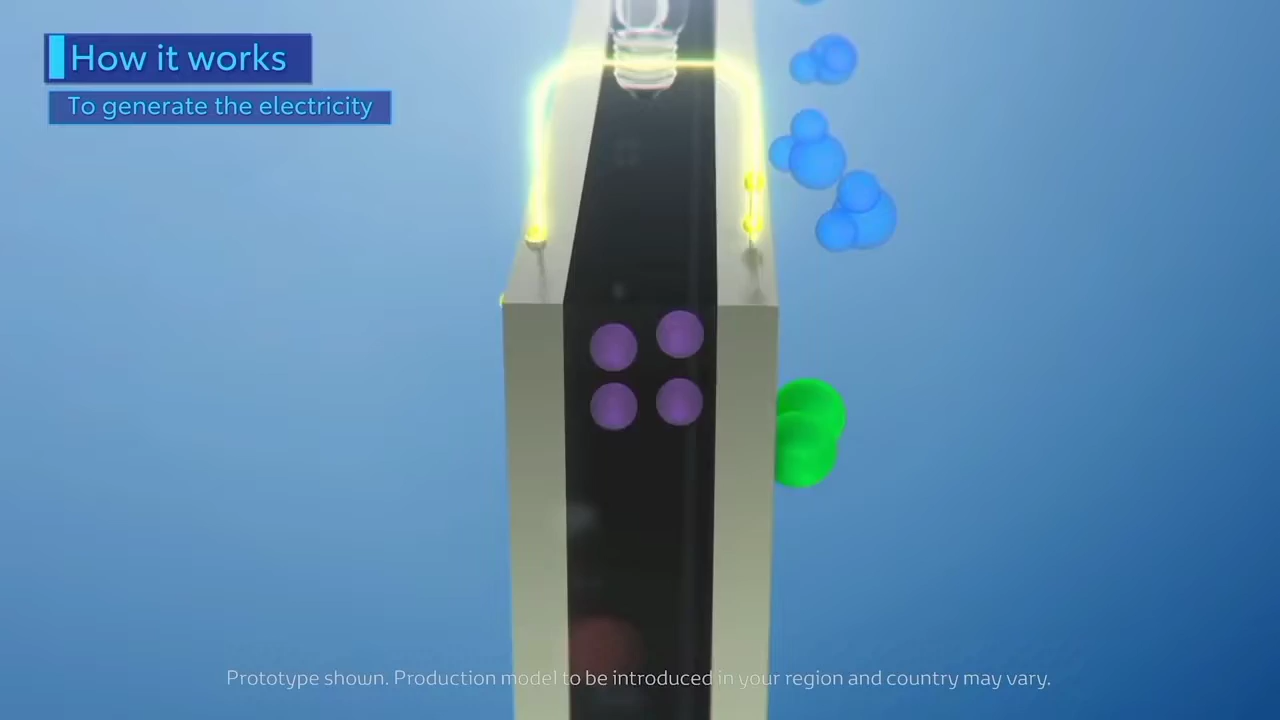 How it works
To generate the electricity
Prototype shown. Production model to be introduced in your region and country may vary.